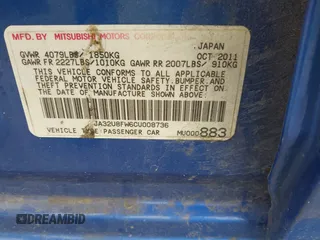 MFD. BY MITSUBISHI MOTORS CORPORATION
JAPAN
GVWR 4079LBS/ 1850KG OCT 2011
GAWR FR 2227LBS/1010KG GAWR RR 2007LBS/ 910KG
THIS VEHICLE CONFORMS TO ALL APPLICABLE
FEDERAL MOTOR VEHICLE SAFETY, BUMPER, AND
THEFT PREVENTION STANDARDS IN EFFECT ON
THE DATE OF MANUFACTURE SHOWN ABOVE.
JA32U8FW6CU008736
VEHICLE TYPE:PASSENGER CAR MU000883
DREAMBID